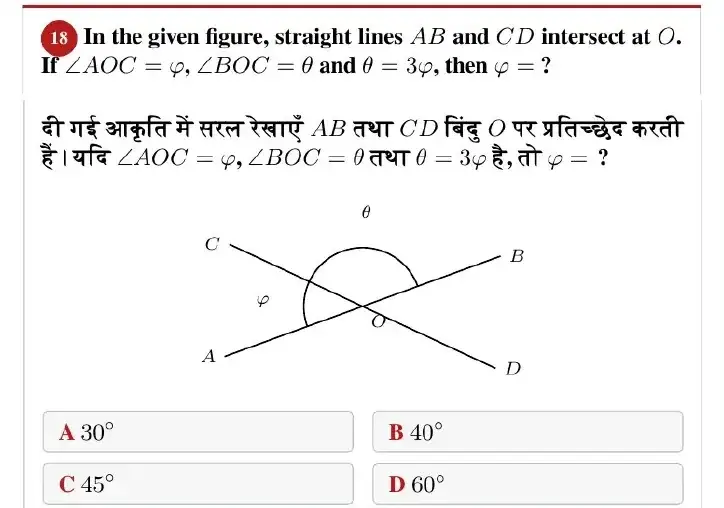 18 In the given figure, straight lines AB and CD intersect at O.
If ∠AOC = φ, ∠BOC = θ and θ = 3φ, then φ = ?
दी गई आकृति में सरल रेखाएँ AB तथा CD बिंदु O पर प्रतिच्छेद करती
हैं। यदि ∠AOC = φ, ∠BOC = θ तथा θ = 3φ है, तो φ = ?
θ
C
B
φ
O
A
D
A 30°
B 40°
C 45°
D 60°